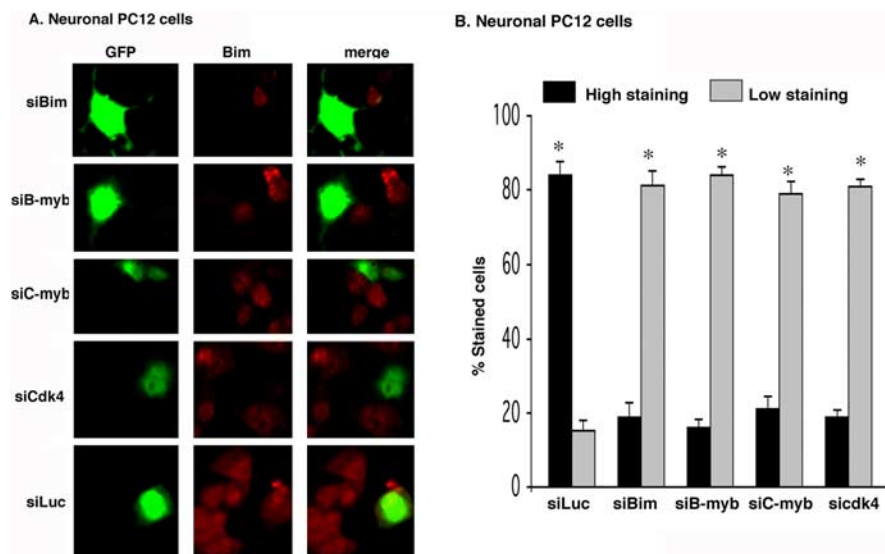 A. Neuronal PC12 cells
GFP Bim merge
siBim
siB-myb
siC-myb
siCdk4
siLuc
B. Neuronal PC12 cells
High staining Low staining
% Stained cells
100
80
60
40
20
0
* * * * *
siLuc siBim siB-myb siC-myb sicdk4